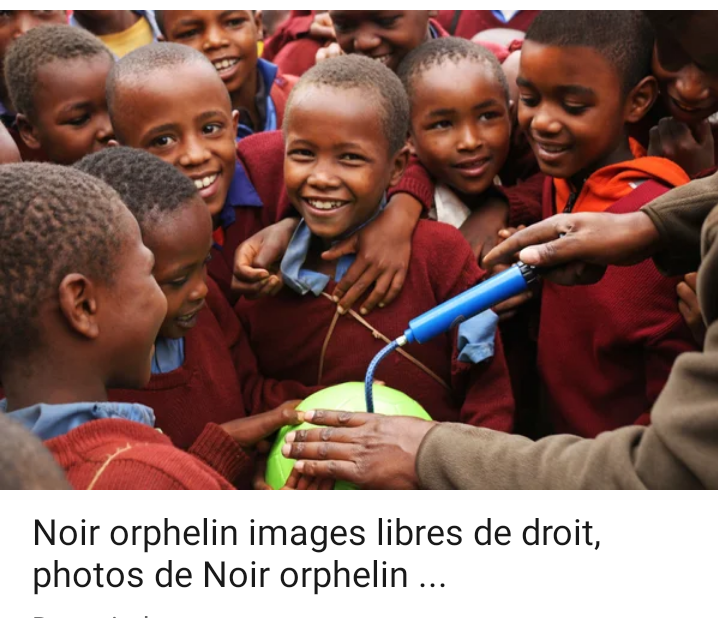 Noir orphelin images libres de droit,
photos de Noir orphelin ...